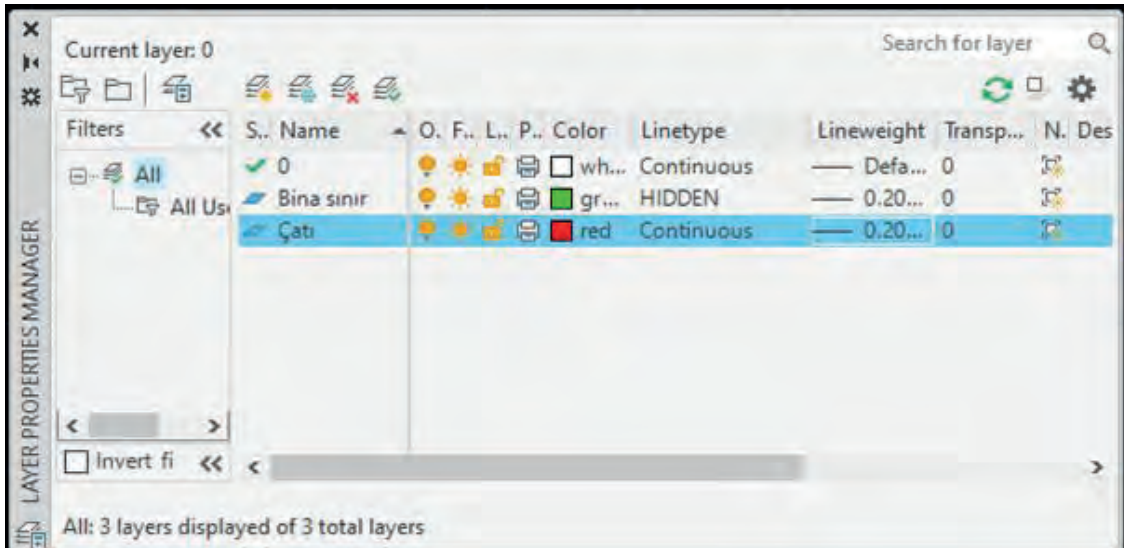 Current layer: 0
Search for layer
Filters
S.. Name O. F.. L.. P.. Color Linetype Lineweight Transp... N. Des
All
All Us
0 wh... Continuous Defa... 0
Bina sınır gr... HIDDEN 0.20... 0
Çatı red Continuous 0.20... 0
Invert fi
All: 3 layers displayed of 3 total layers
LAYER PROPERTIES MANAGER